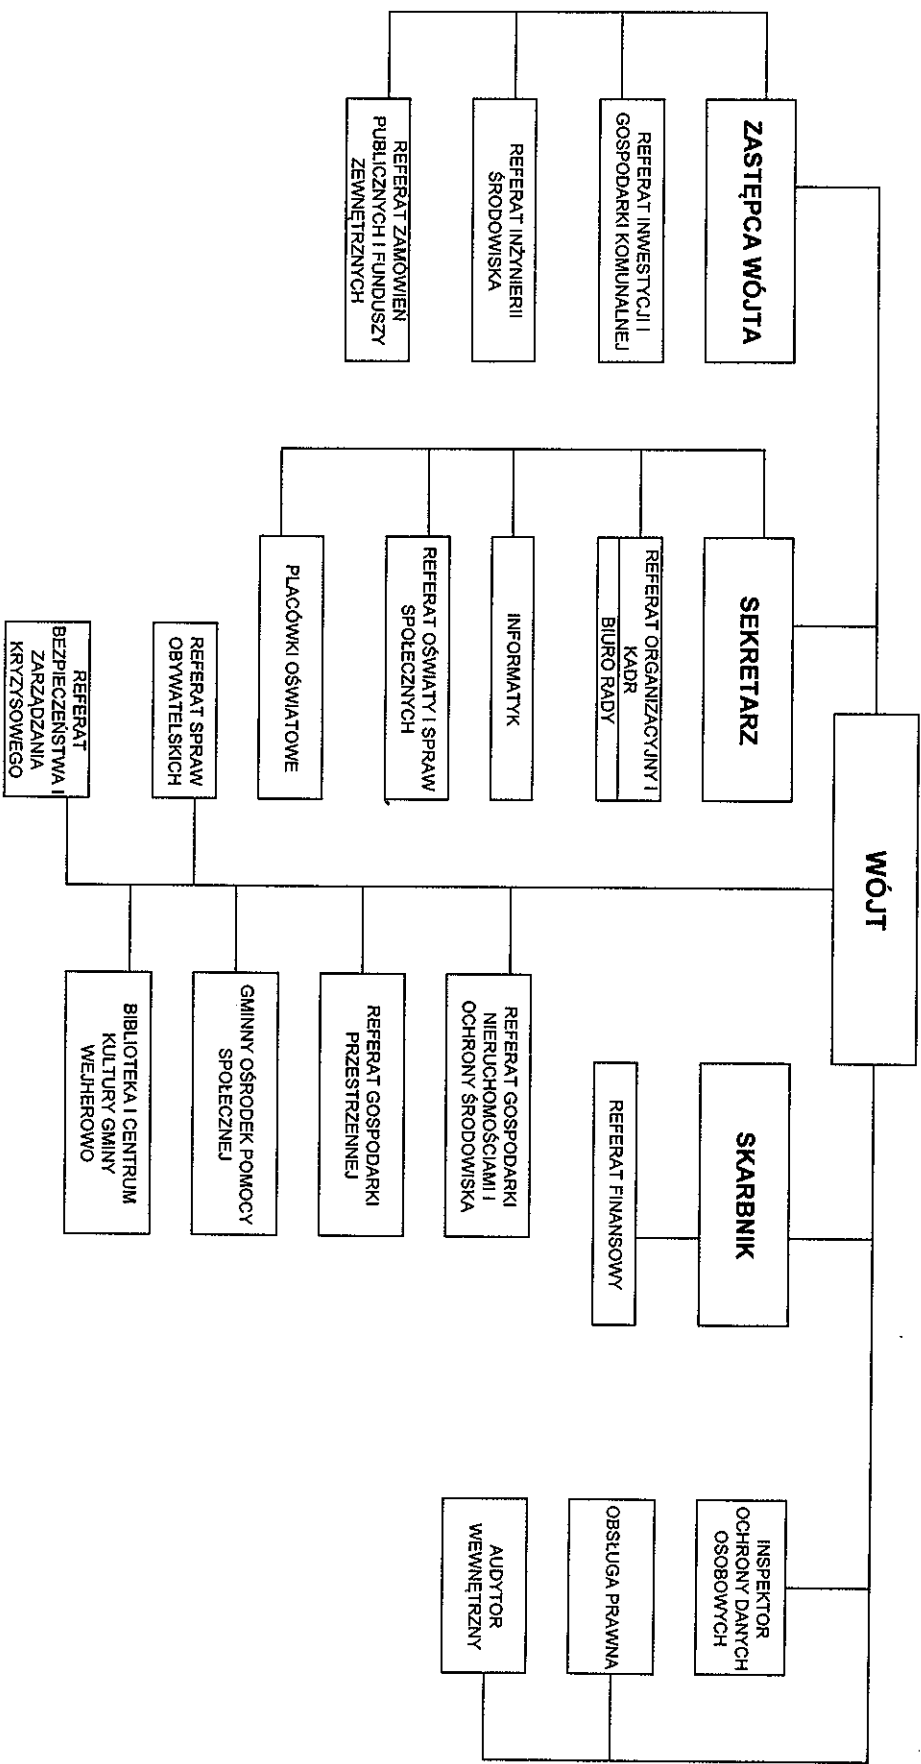 WÓJT
ZASTĘPCA WÓJTA
REFERAT INWESTYCJI I
GOSPODARKI KOMUNALNEJ
REFERAT INŻYNIERII
ŚRODOWISKA
REFERAT ZAMÓWIEŃ
PUBLICZNYCH I FUNDUSZY
ZEWNĘTRZNYCH
SEKRETARZ
REFERAT ORGANIZACYJNY I
KADR
BIURO RADY
INFORMATYK
REFERAT OŚWIATY I SPRAW
SPOŁECZNYCH
PLACÓWKI OŚWIATOWE
REFERAT SPRAW
OBYWATELSKICH
REFERAT
BEZPIECZEŃSTWA I
ZARZĄDZANIA
KRYZYSOWEGO
REFERAT GOSPODARKI
NIERUCHOMOŚCIAMI I
OCHRONY ŚRODOWISKA
REFERAT GOSPODARKI
PRZESTRZENNEJ
GMINNY OŚRODEK POMOCY
SPOŁECZNEJ
BIBLIOTEKA I CENTRUM
KULTURY GMINY
WEJHEROWO
SKARBNIK
REFERAT FINANSOWY
INSPEKTOR
OCHRONY DANYCH
OSOBOWYCH
OBSŁUGA PRAWNA
AUDYTOR
WEWNĘTRZNY